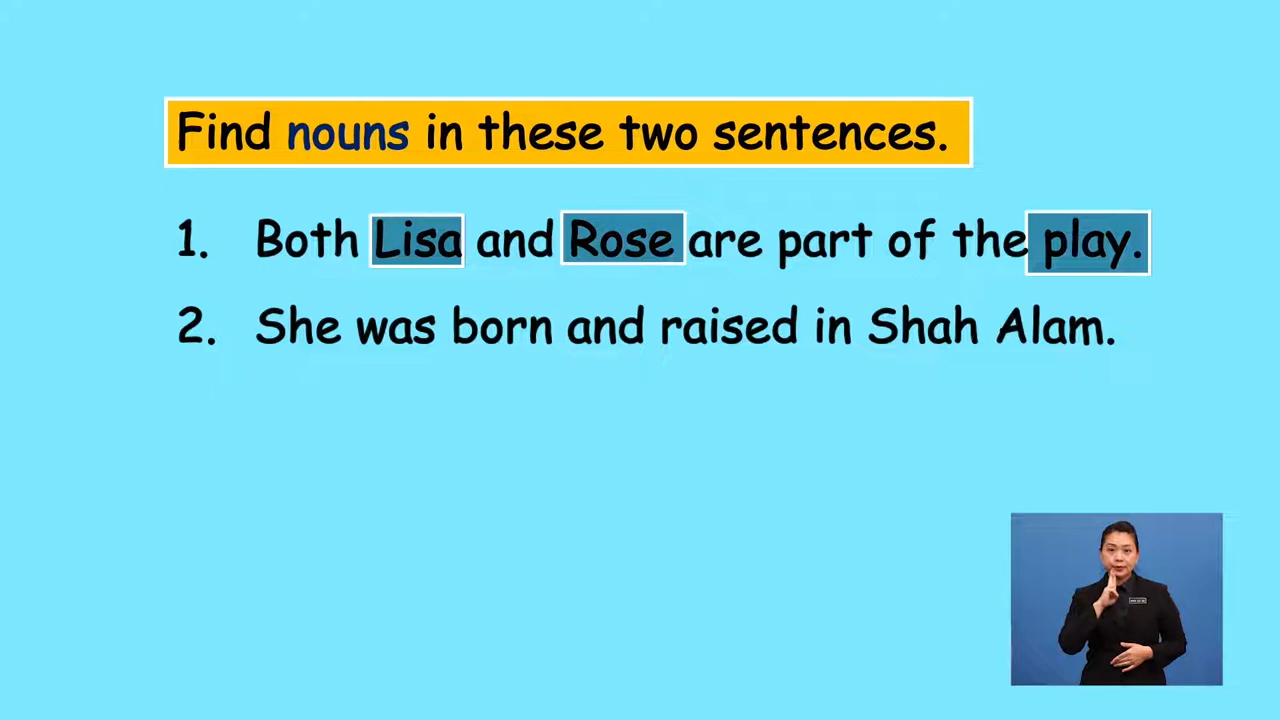 Find nouns in these two sentences.
1. Both Lisa and Rose are part of the play.
2. She was born and raised in Shah Alam.